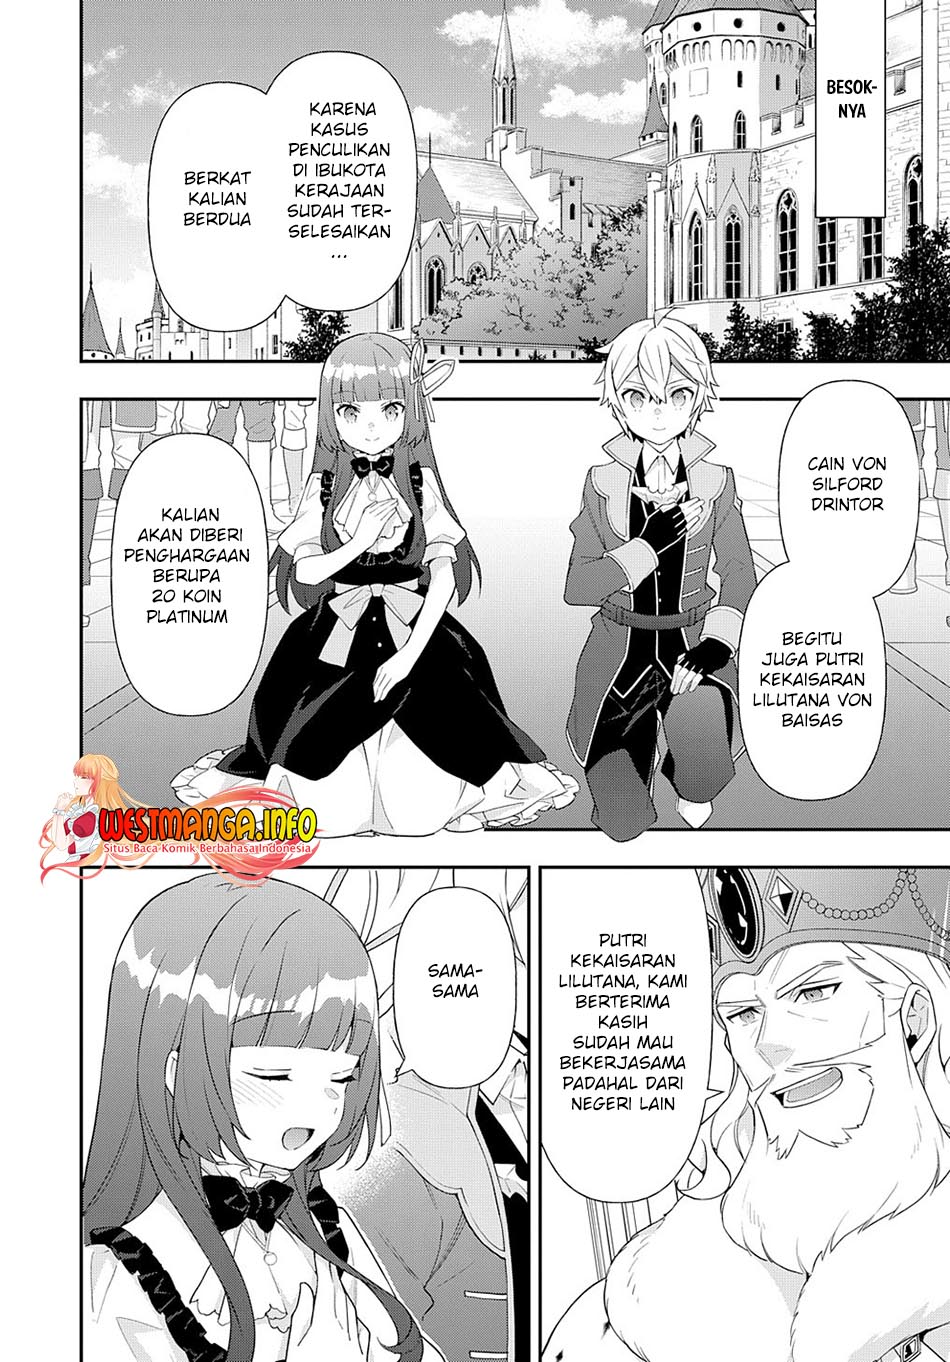 BESOK-
NYA
KARENA
KASUS
PENCULIKAN
DI IBUKOTA
KERAJAAN
SUDAH TER-
SELESAIKAN
...
BERKAT
KALIAN
BERDUA
CAIN VON
SILFORD
DRINTOR
BEGITU
JUGA PUTRI
KEKAISARAN
LILUTANA VON
BAISAS
KALIAN
AKAN DIBERI
PENGHARGAAN
BERUPA
20 KOIN
PLATINUM
WESTMANGA.INFO
Situs Baca Komik Berbahasa Indonesia
PUTRI
KEKAISARAN
LILUTANA, KAMI
BERTERIMA
KASIH
SUDAH MAU
BEKERJASAMA
PADAHAL DARI
NEGERI LAIN
SAMA-
SAMA